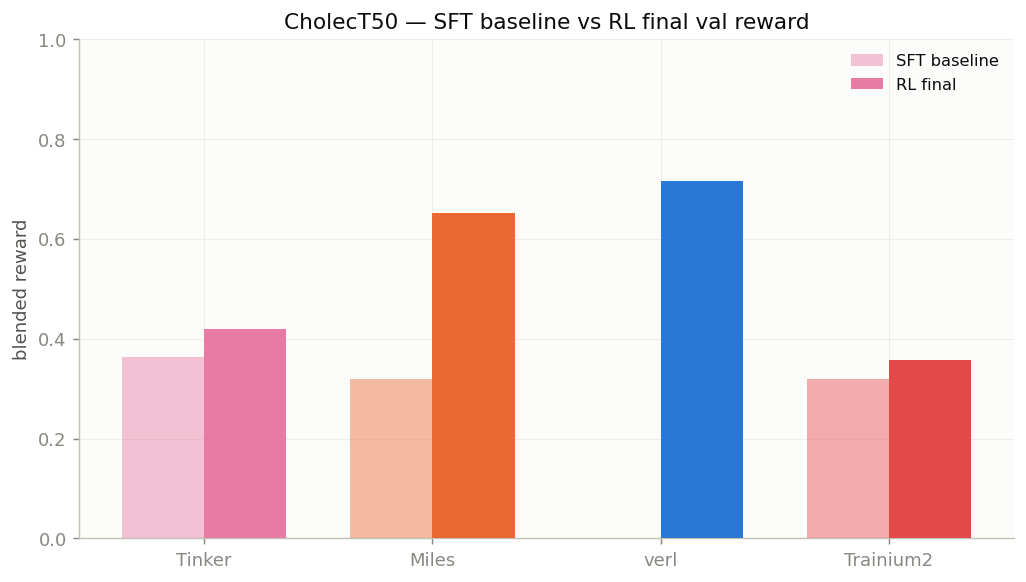 CholecT50 — SFT baseline vs RL final val reward
SFT baseline
RL final
blended reward
1.0
0.8
0.6
0.4
0.2
0.0
Tinker
Miles
verl
Trainium2